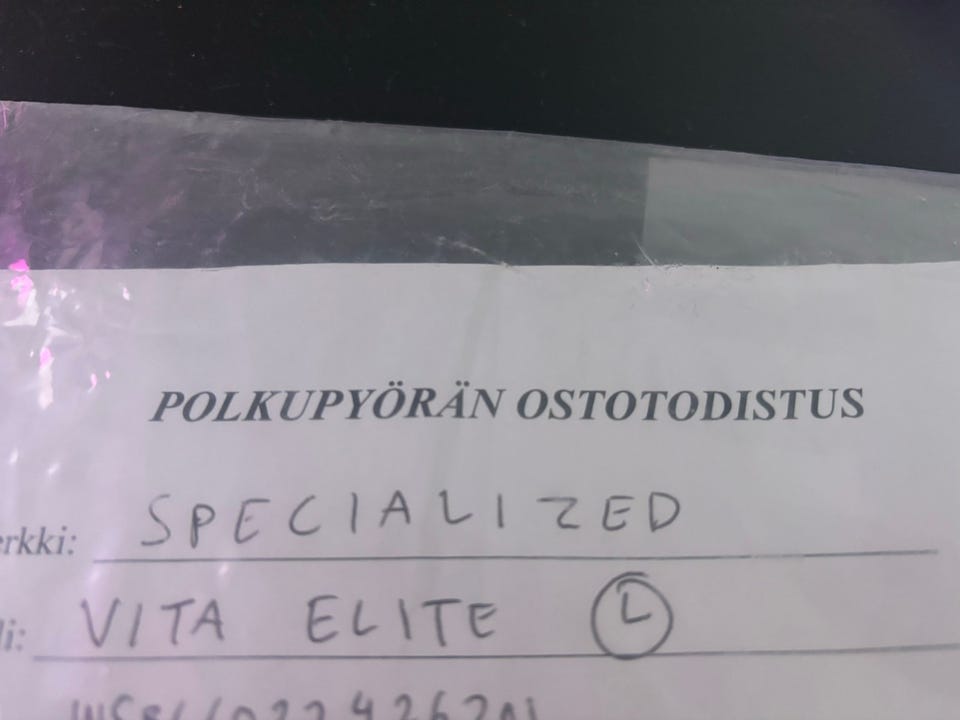 POLKUPYÖRÄN OSTOTODISTUS
erkki: SPECIALIZED
li: VITA ELITE L